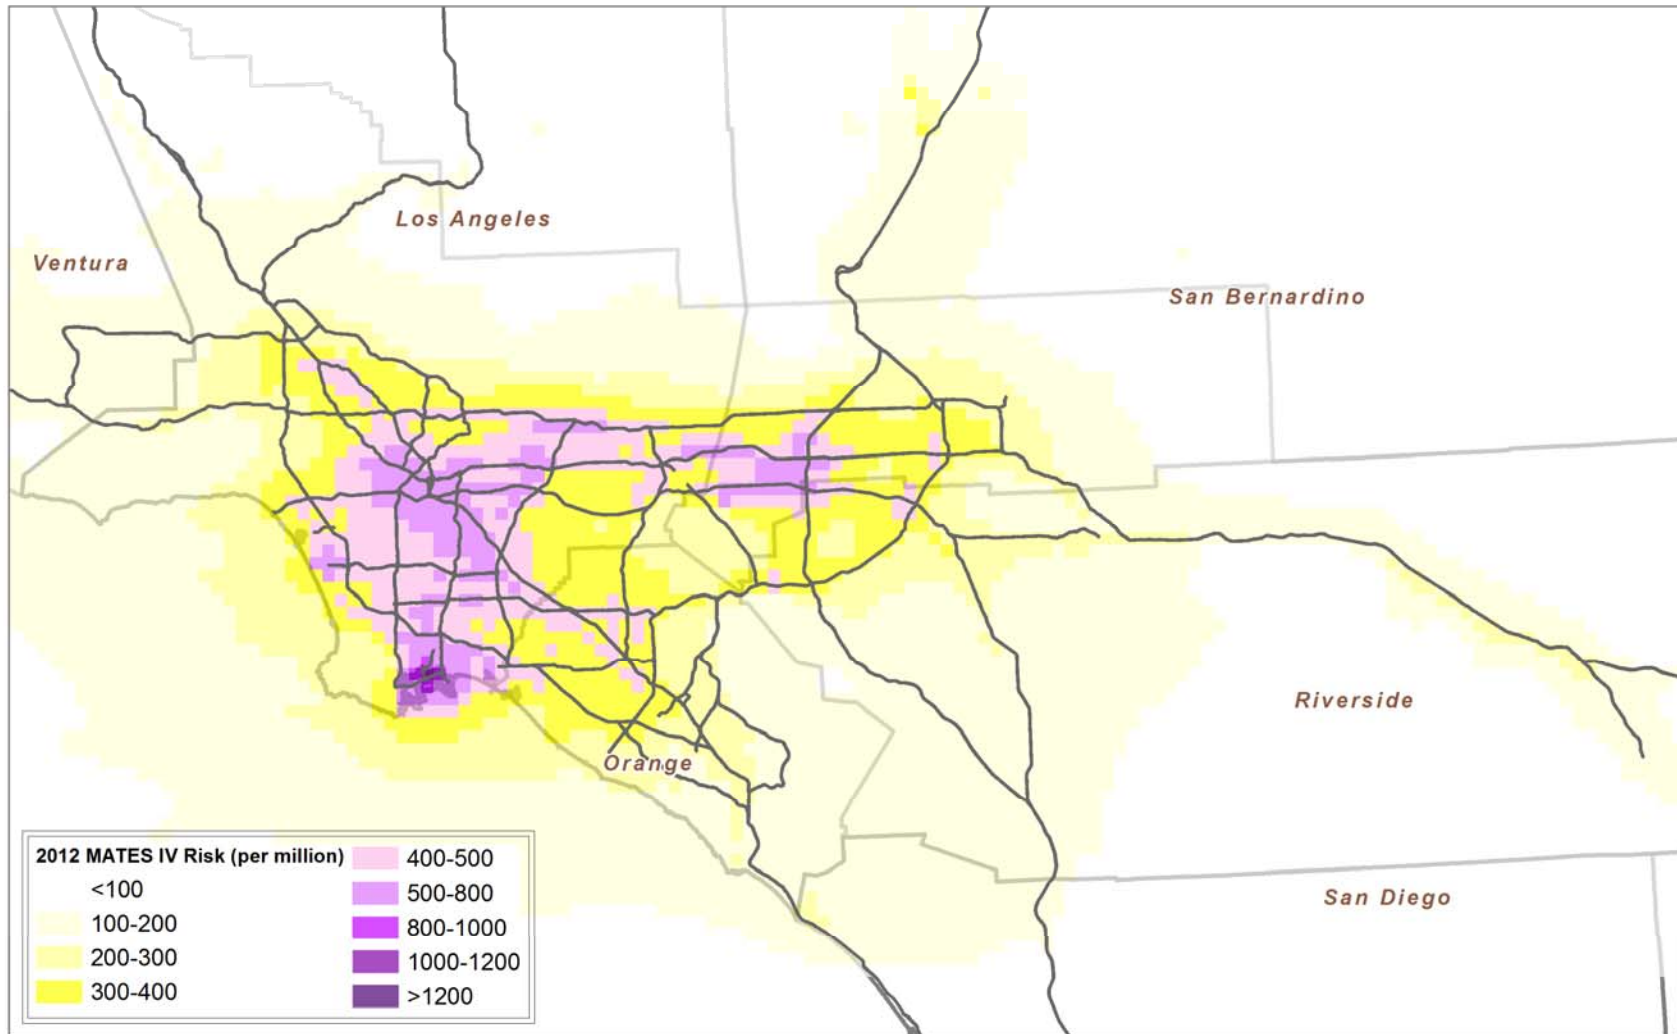 Los Angeles
Ventura
San Bernardino
Riverside
Orange
San Diego
2012 MATES IV Risk (per million)
<100
100-200
200-300
300-400
400-500
500-800
800-1000
1000-1200
>1200